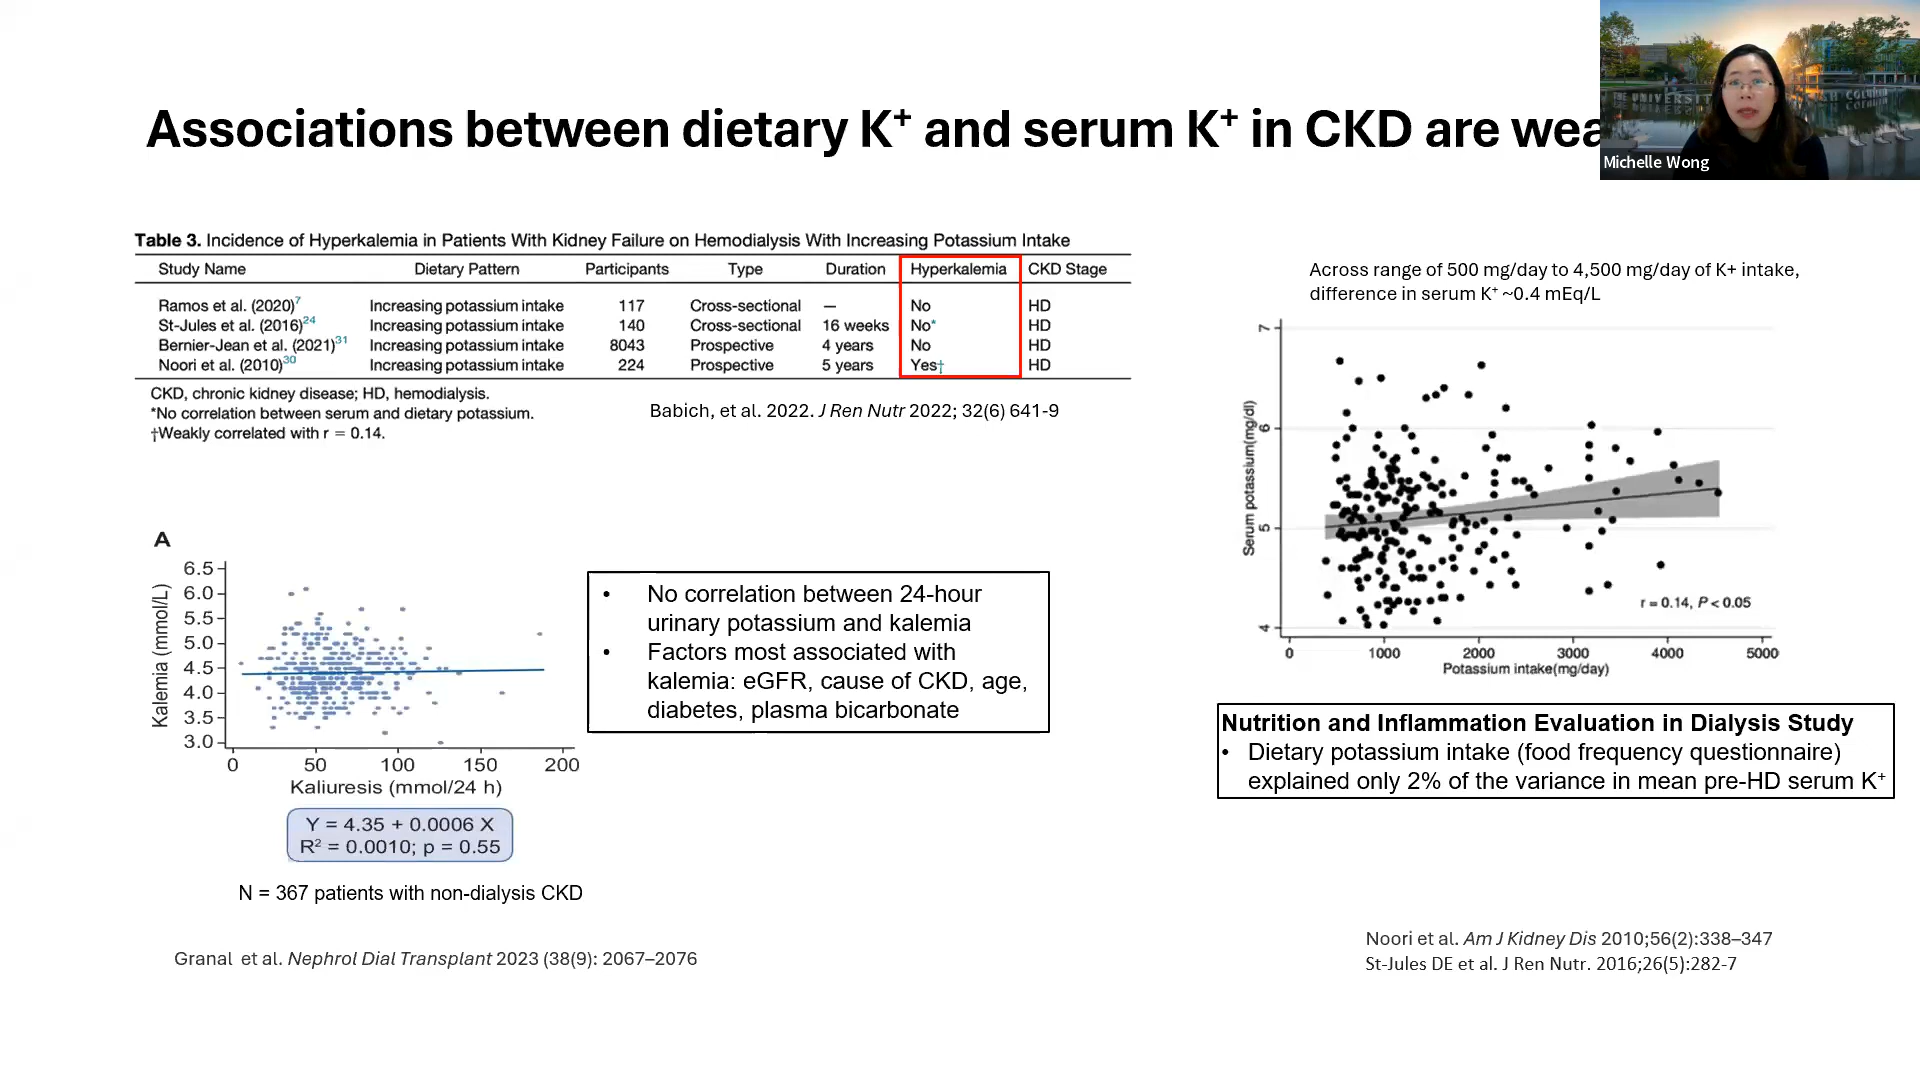 Associations between dietary K+ and serum K+ in CKD are wea
Michelle Wong
Table 3. Incidence of Hyperkalemia in Patients With Kidney Failure on Hemodialysis With Increasing Potassium Intake
Study Name Dietary Pattern Participants Type Duration Hyperkalemia CKD Stage
Ramos et al. (2020)7 Increasing potassium intake 117 Cross-sectional — No HD
St-Jules et al. (2016)24 Increasing potassium intake 140 Cross-sectional 16 weeks No* HD
Bernier-Jean et al. (2021)31 Increasing potassium intake 8043 Prospective 4 years No HD
Noori et al. (2010)30 Increasing potassium intake 224 Prospective 5 years Yes† HD
CKD, chronic kidney disease; HD, hemodialysis.
*No correlation between serum and dietary potassium.
†Weakly correlated with r = 0.14.
Babich, et al. 2022. J Ren Nutr 2022; 32(6) 641-9
A
Kalemia (mmol/L)
6.5
6.0
5.5
5.0
4.5
4.0
3.5
3.0
0 50 100 150 200
Kaliuresis (mmol/24 h)
Y = 4.35 + 0.0006 X
R2 = 0.0010; p = 0.55
N = 367 patients with non-dialysis CKD
• No correlation between 24-hour
urinary potassium and kalemia
• Factors most associated with
kalemia: eGFR, cause of CKD, age,
diabetes, plasma bicarbonate
Granal et al. Nephrol Dial Transplant 2023 (38(9): 2067–2076
Across range of 500 mg/day to 4,500 mg/day of K+ intake,
difference in serum K+ ~0.4 mEq/L
Serum potassium(mg/dl)
7
6
5
4
r = 0.14, P < 0.05
0 1000 2000 3000 4000 5000
Potassium intake(mg/day)
Nutrition and Inflammation Evaluation in Dialysis Study
• Dietary potassium intake (food frequency questionnaire)
explained only 2% of the variance in mean pre-HD serum K+
Noori et al. Am J Kidney Dis 2010;56(2):338–347
St-Jules DE et al. J Ren Nutr. 2016;26(5):282-7